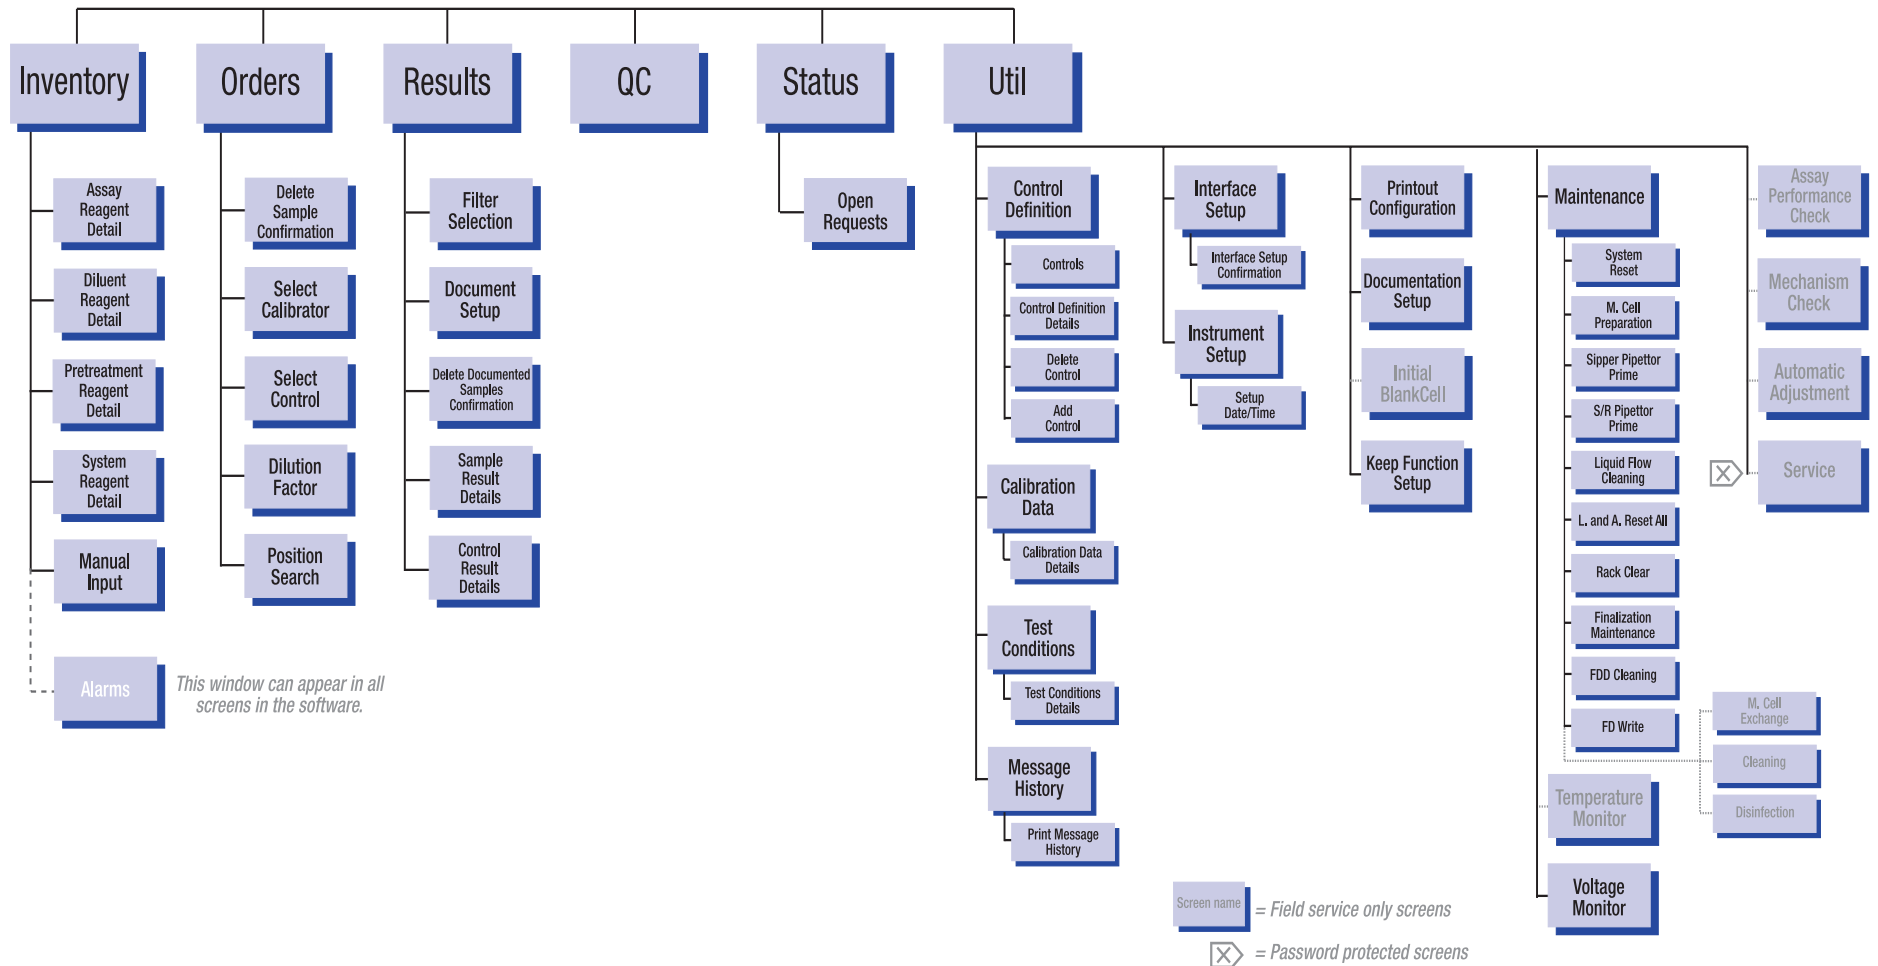 Inventory
Orders
Results
QC
Status
Util
Assay
Reagent
Detail
Diluent
Reagent
Detail
Pretreatment
Reagent
Detail
System
Reagent
Detail
Manual
Input
Alarms
This window can appear in all
screens in the software.
Delete
Sample
Confirmation
Select
Calibrator
Select
Control
Dilution
Factor
Position
Search
Filter
Selection
Document
Setup
Delete Documented
Samples
Confirmation
Sample
Result
Details
Control
Result
Details
Open
Requests
Control
Definition
Controls
Control Definition
Details
Delete
Control
Add
Control
Calibration
Data
Calibration Data
Details
Test
Conditions
Test Conditions
Details
Message
History
Print Message
History
Interface
Setup
Interface Setup
Confirmation
Instrument
Setup
Setup
Date/Time
Printout
Configuration
Documentation
Setup
Initial
BlankCell
Keep Function
Setup
Maintenance
System
Reset
M. Cell
Preparation
Sipper Pipettor
Prime
S/R Pipettor
Prime
Liquid Flow
Cleaning
L. and A. Reset All
Rack Clear
Finalization
Maintenance
FDD Cleaning
FD Write
M. Cell
Exchange
Cleaning
Disinfection
Temperature
Monitor
Voltage
Monitor
Assay
Performance
Check
Mechanism
Check
Automatic
Adjustment
X
Service
Screen name
= Field service only screens
X
= Password protected screens